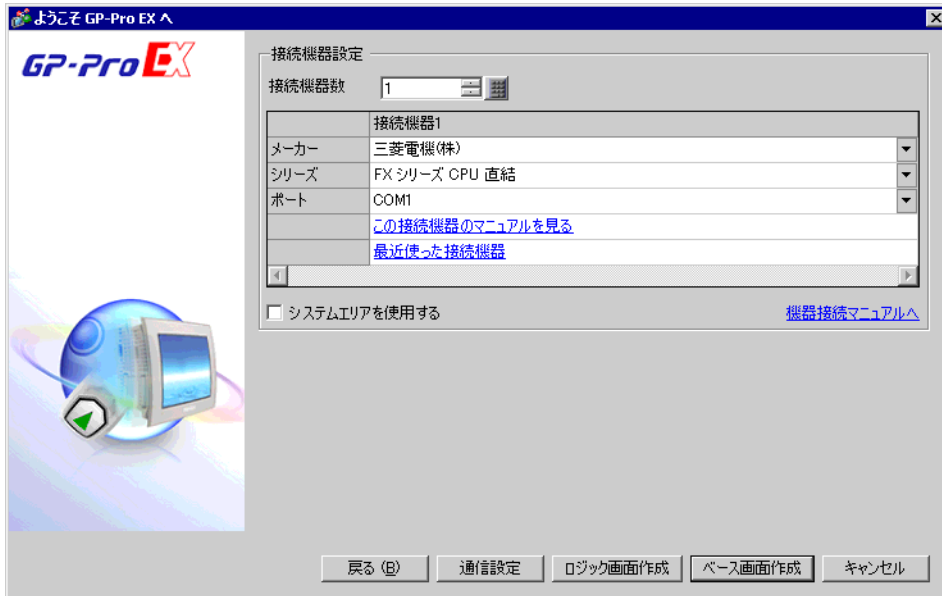 ようこそ GP-Pro EX へ
GP-Pro EX
接続機器設定
接続機器数 1
接続機器1
メーカー 三菱電機(株)
シリーズ FX シリーズ CPU 直結
ポート COM1
この接続機器のマニュアルを見る
最近使った接続機器
システムエリアを使用する 機器接続マニュアルへ
戻る (B) 通信設定 ロジック画面作成 ベース画面作成 キャンセル